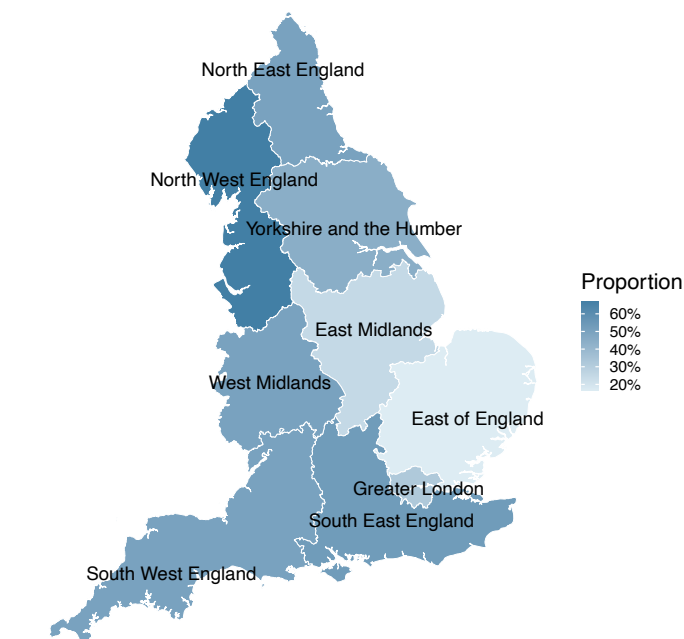 North East England
North West England
Yorkshire and the Humber
East Midlands
West Midlands
East of England
Greater London
South East England
South West England
Proportion
60%
50%
40%
30%
20%